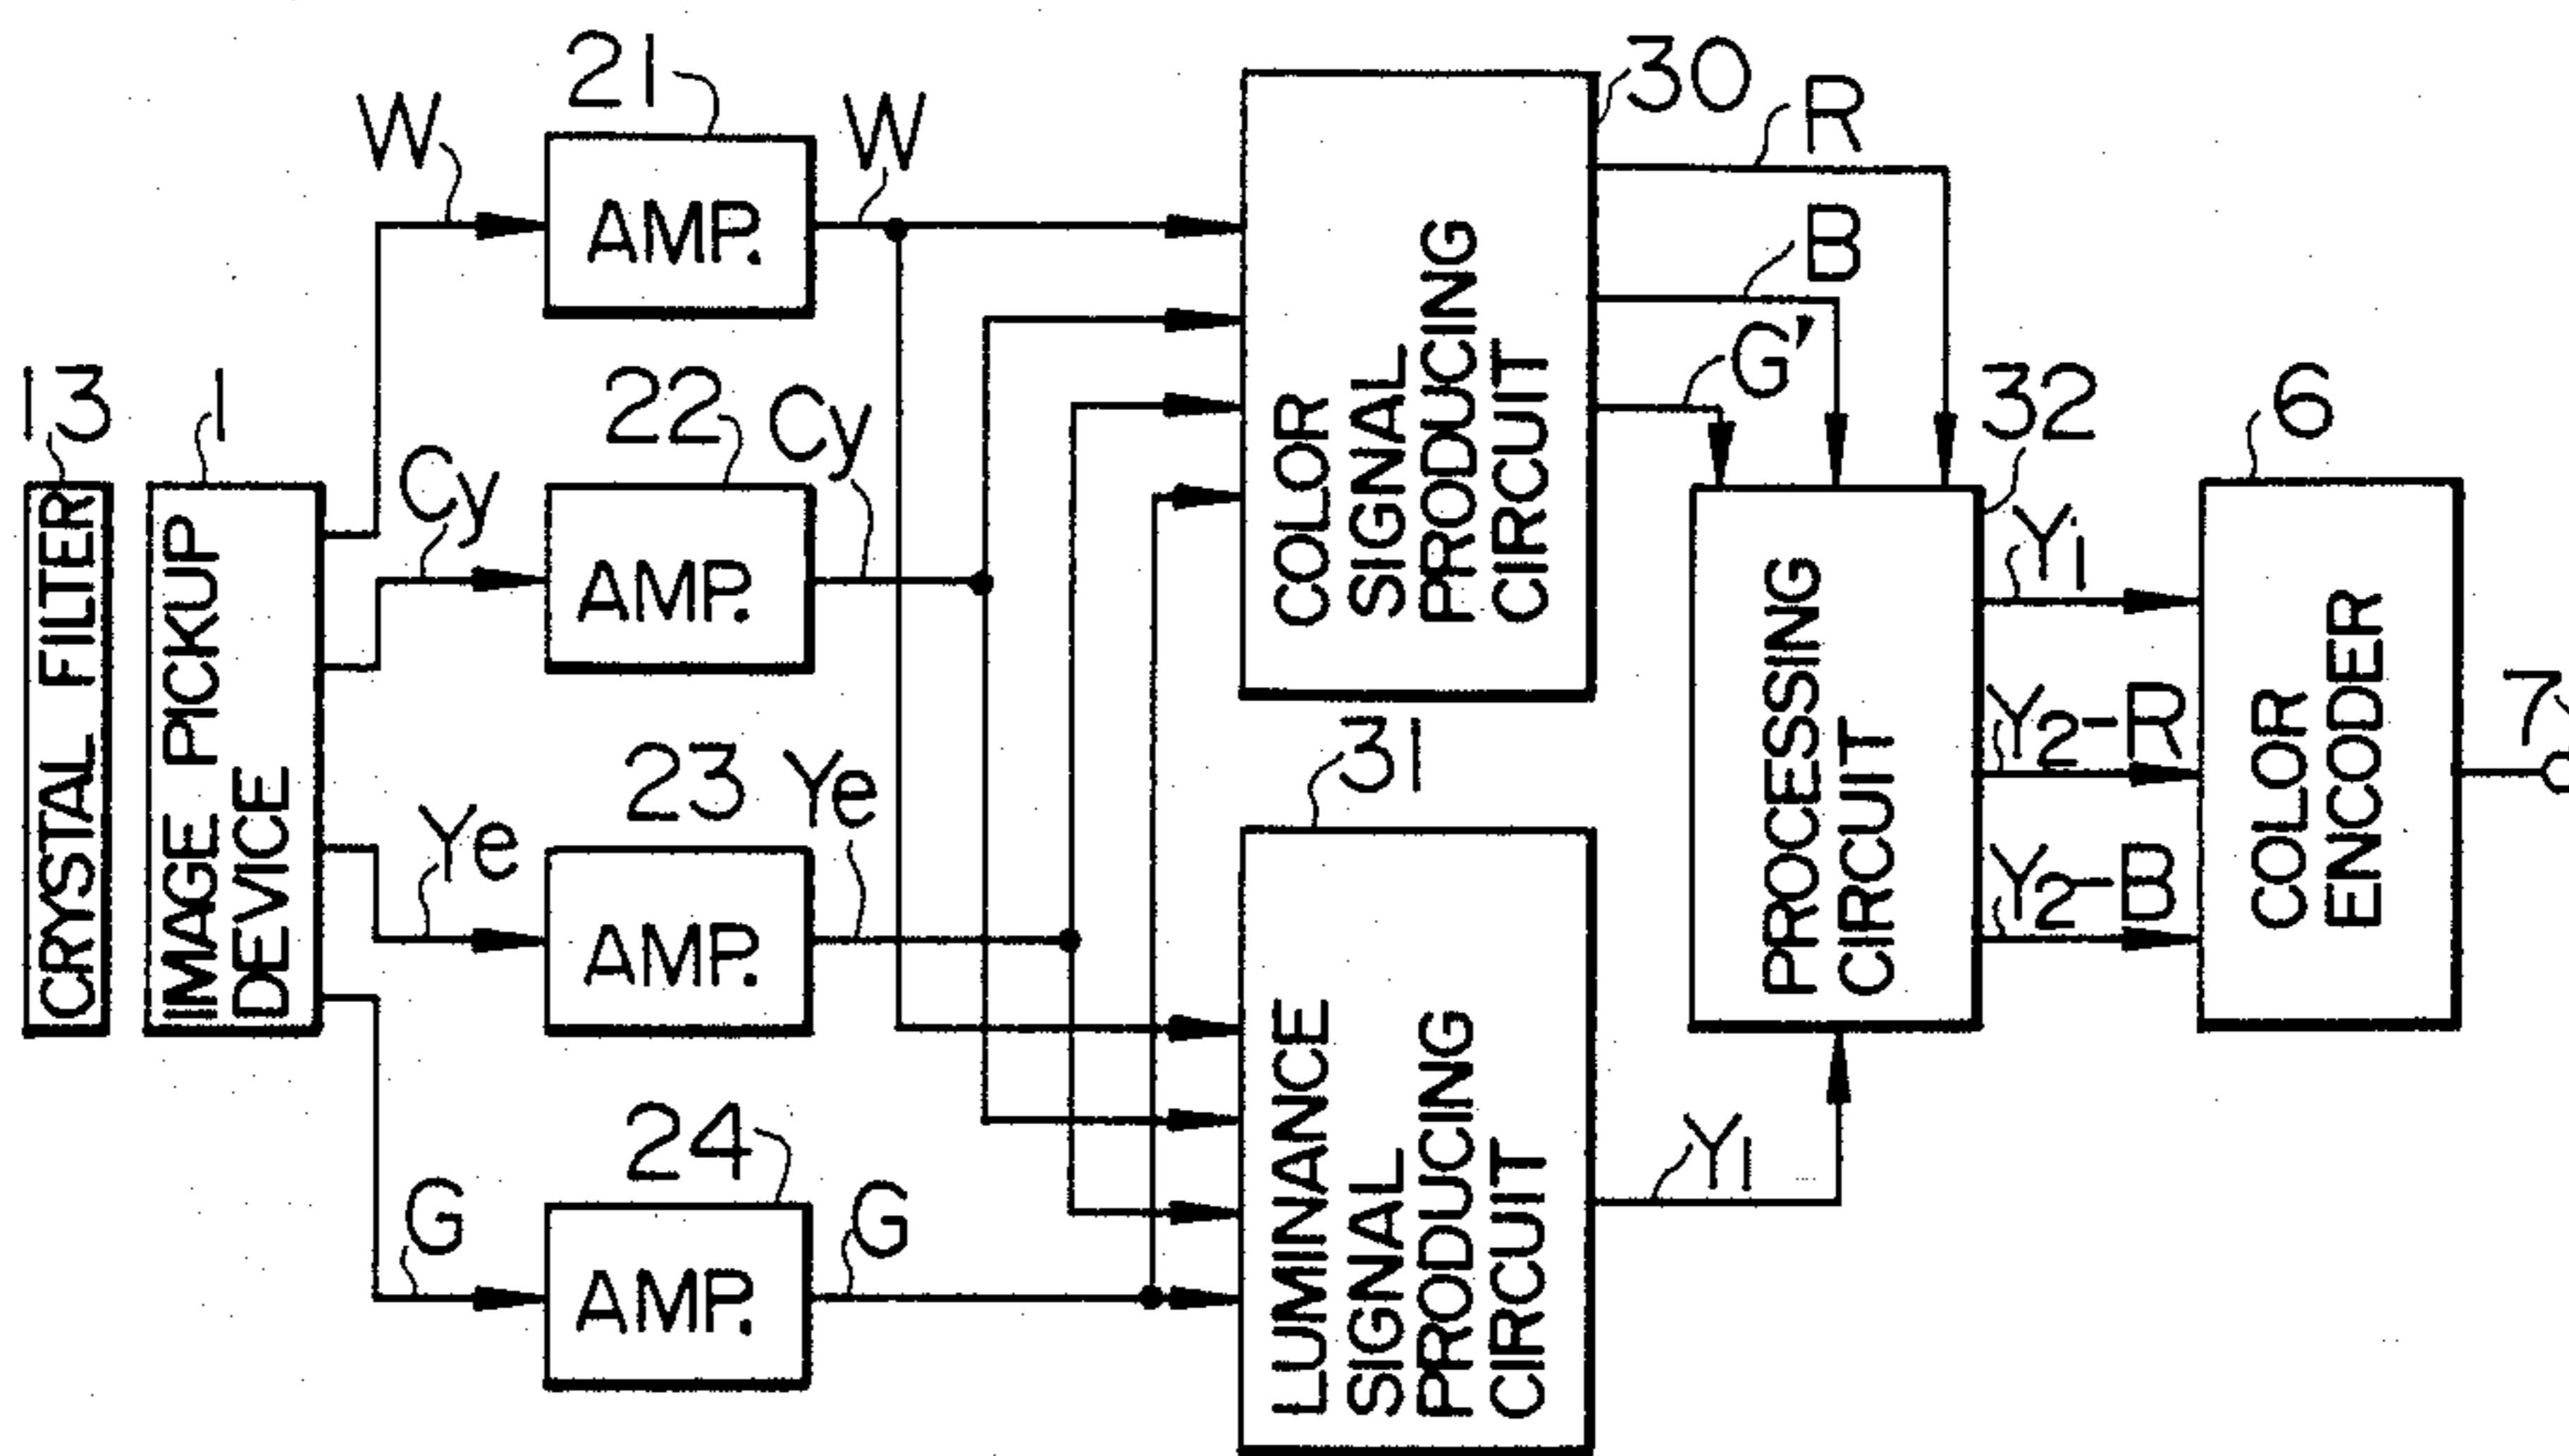 13
CRYSTAL FILTER
1
IMAGE PICKUP
DEVICE
W
Cy
Ye
G
21
AMP.
W
22
AMP.
Cy
23
AMP.
Ye
24
AMP.
G
30
COLOR
SIGNAL
PRODUCING
CIRCUIT
R
B
G'
31
LUMINANCE
SIGNAL
PRODUCING
CIRCUIT
Y1
32
PROCESSING
CIRCUIT
Y1
Y2-R
Y2-B
6
COLOR
ENCODER
7